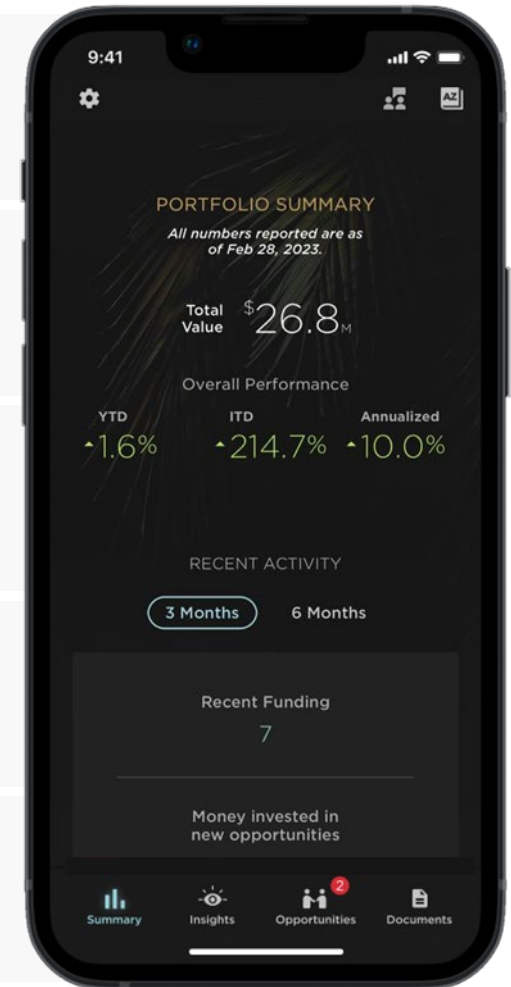 9:41
AZ
PORTFOLIO SUMMARY
All numbers reported are as
of Feb 28, 2023.
Total
Value
$26.8M
Overall Performance
YTD ITD Annualized
1.6% 214.7% 10.0%
RECENT ACTIVITY
3 Months 6 Months
Recent Funding
7
Money invested in
new opportunities
2
Summary Insights Opportunities Documents